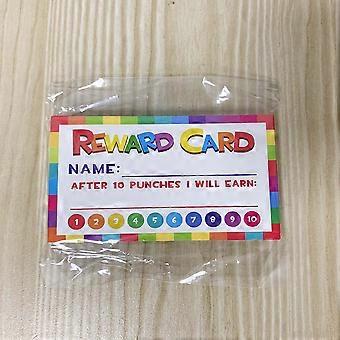 REWARD CARD
NAME:
AFTER 10 PUNCHES I WILL EARN:
1 2 3 4 5 6 7 8 9 10